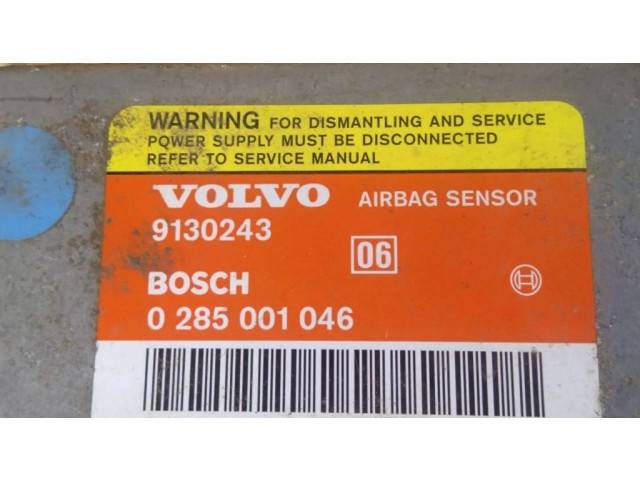 WARNING FOR DISMANTLING AND SERVICE
POWER SUPPLY MUST BE DISCONNECTED
REFER TO SERVICE MANUAL
VOLVO AIRBAG SENSOR
9130243
06
BOSCH
0 285 001 046